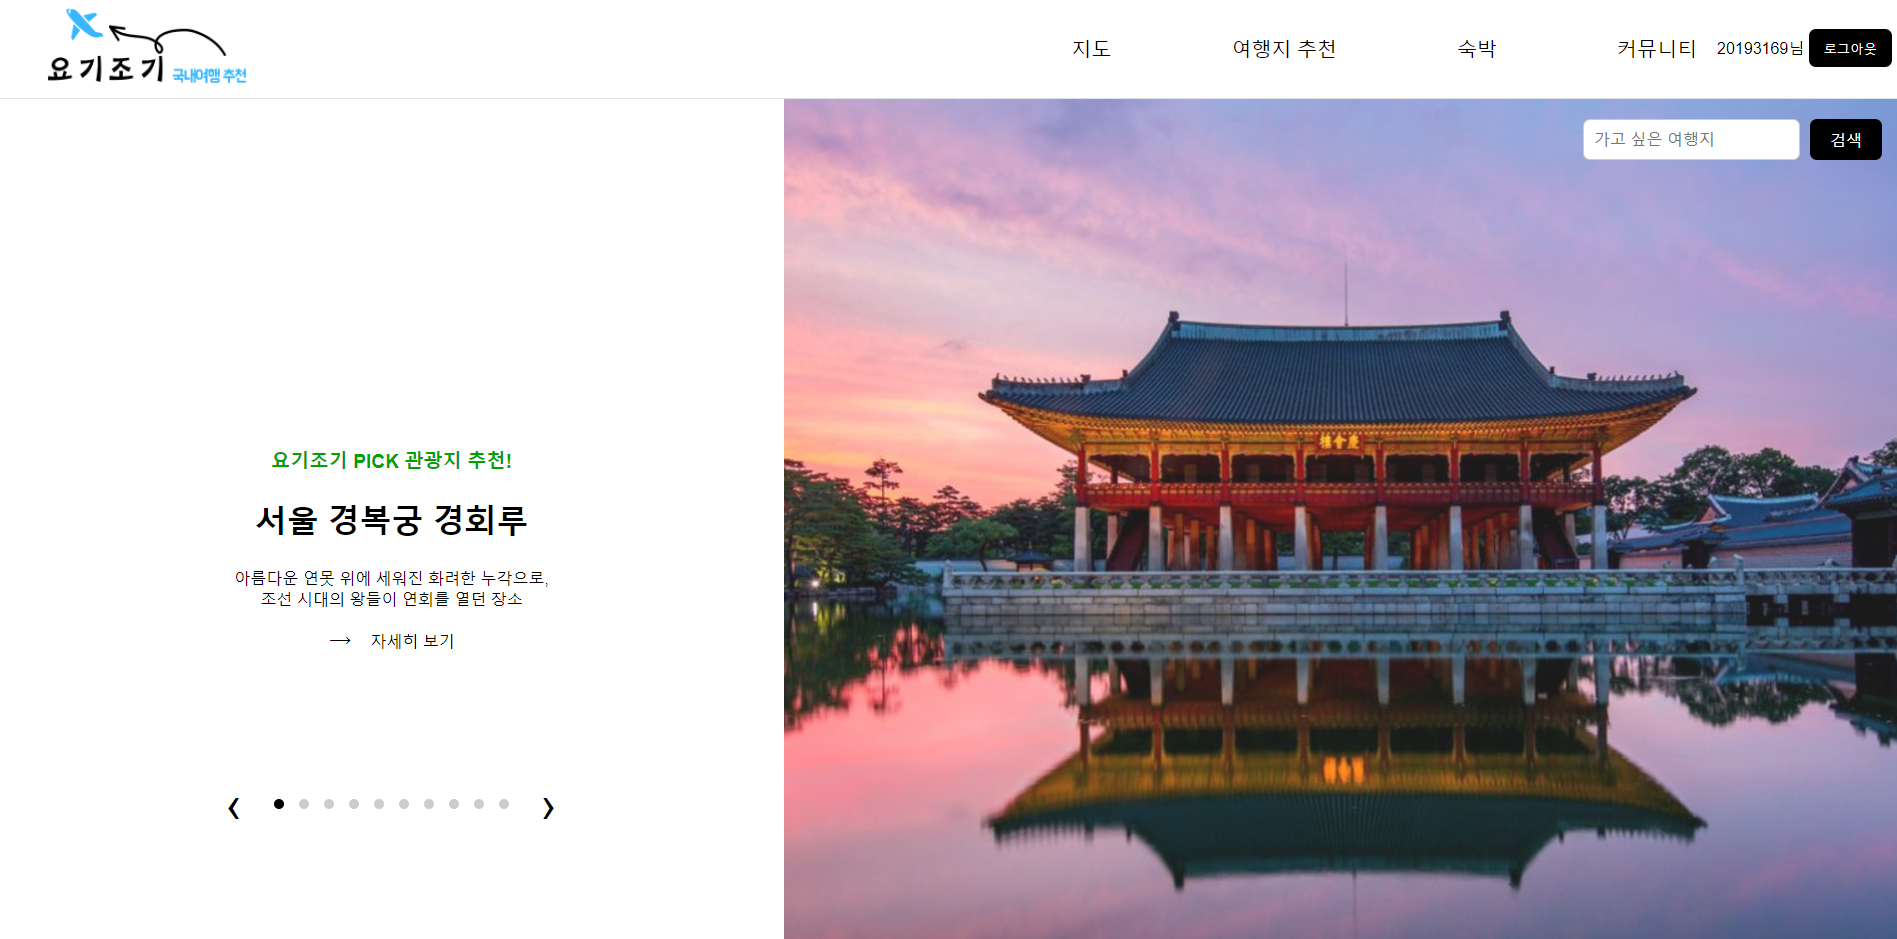 요기조기 국내여행 추천
지도 여행지 추천 숙박 커뮤니티 20193169님 로그아웃
가고 싶은 여행지 검색
慶會樓
요기조기 PICK 관광지 추천!
서울 경복궁 경회루
아름다운 연못 위에 세워진 화려한 누각으로,
조선 시대의 왕들이 연회를 열던 장소
⟶ 자세히 보기
❮ ❯